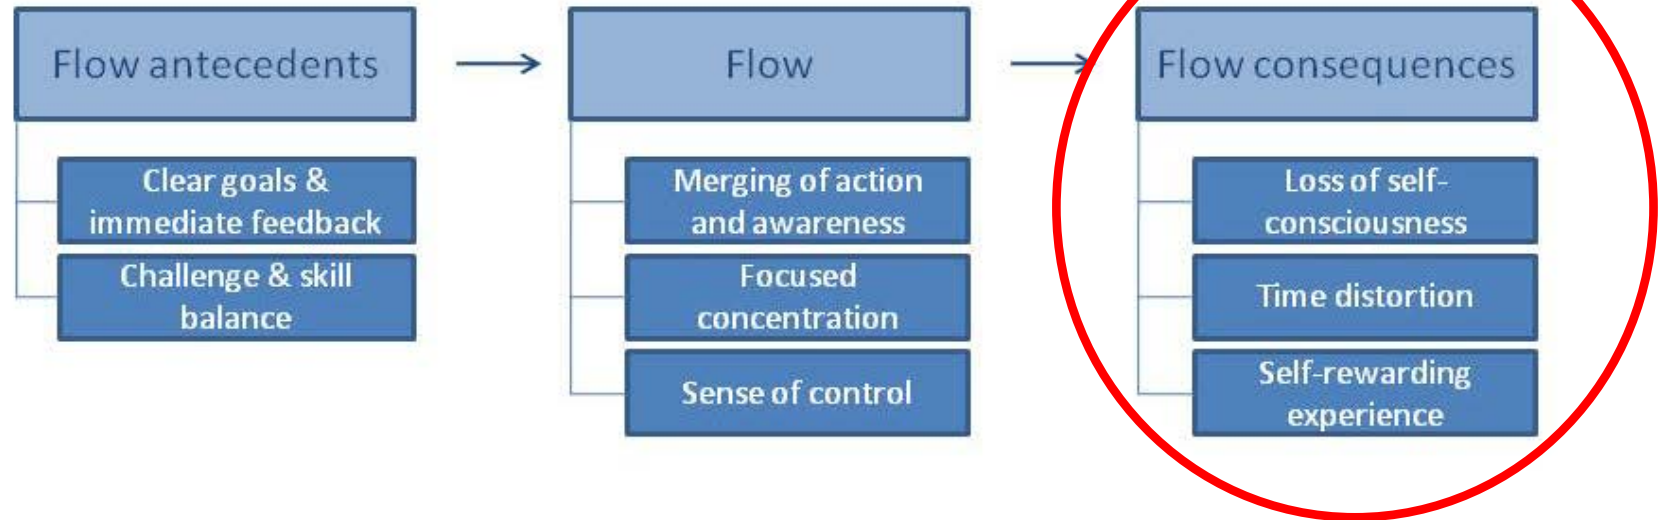 Flow antecedents
Clear goals &
immediate feedback
Challenge & skill
balance
Flow
Merging of action
and awareness
Focused
concentration
Sense of control
Flow consequences
Loss of self-
consciousness
Time distortion
Self-rewarding
experience